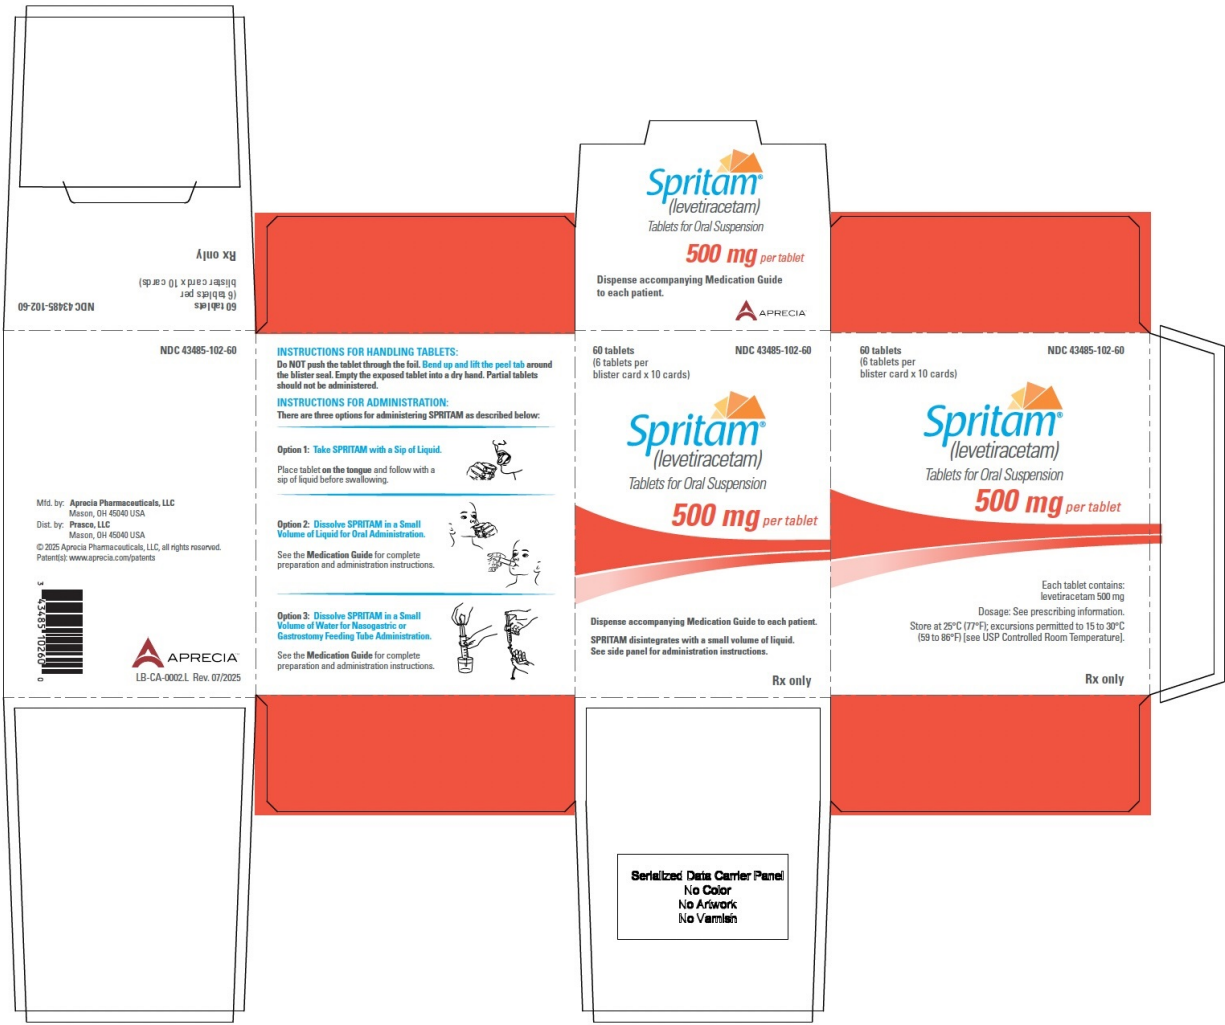 Rx only
60 tablets
(6 tablets per
blister card x 10 cards)
NDC 43485-102-60
NDC 43485-102-60
Mfd. by: Aprecia Pharmaceuticals, LLC
Mason, OH 45040 USA
Dist. by: Prasco, LLC
Mason, OH 45040 USA
© 2025 Aprecia Pharmaceuticals, LLC, all rights reserved.
Patent(s): www.aprecia.com/patents
3 43485 10260 0
APRECIA™
LB-CA-0002.L Rev. 07/2025
INSTRUCTIONS FOR HANDLING TABLETS:
Do NOT push the tablet through the foil. Bend up and lift the peel tab around
the blister seal. Empty the exposed tablet into a dry hand. Partial tablets
should not be administered.
INSTRUCTIONS FOR ADMINISTRATION:
There are three options for administering SPRITAM as described below:
Option 1: Take SPRITAM with a Sip of Liquid.
Place tablet on the tongue and follow with a
sip of liquid before swallowing.
Option 2: Dissolve SPRITAM in a Small
Volume of Liquid for Oral Administration.
See the Medication Guide for complete
preparation and administration instructions.
Option 3: Dissolve SPRITAM in a Small
Volume of Water for Nasogastric or
Gastrostomy Feeding Tube Administration.
See the Medication Guide for complete
preparation and administration instructions.
Spritam®
(levetiracetam)
Tablets for Oral Suspension
500 mg per tablet
Dispense accompanying Medication Guide
to each patient.
APRECIA™
60 tablets
(6 tablets per
blister card x 10 cards)
NDC 43485-102-60
Spritam®
(levetiracetam)
Tablets for Oral Suspension
500 mg per tablet
Dispense accompanying Medication Guide to each patient.
SPRITAM disintegrates with a small volume of liquid.
See side panel for administration instructions.
Rx only
Serialized Data Carrier Panel
No Color
No Artwork
No Varnish
60 tablets
(6 tablets per
blister card x 10 cards)
NDC 43485-102-60
Spritam®
(levetiracetam)
Tablets for Oral Suspension
500 mg per tablet
Each tablet contains:
levetiracetam 500 mg
Dosage: See prescribing information.
Store at 25°C (77°F); excursions permitted to 15 to 30°C
(59 to 86°F) [see USP Controlled Room Temperature].
Rx only